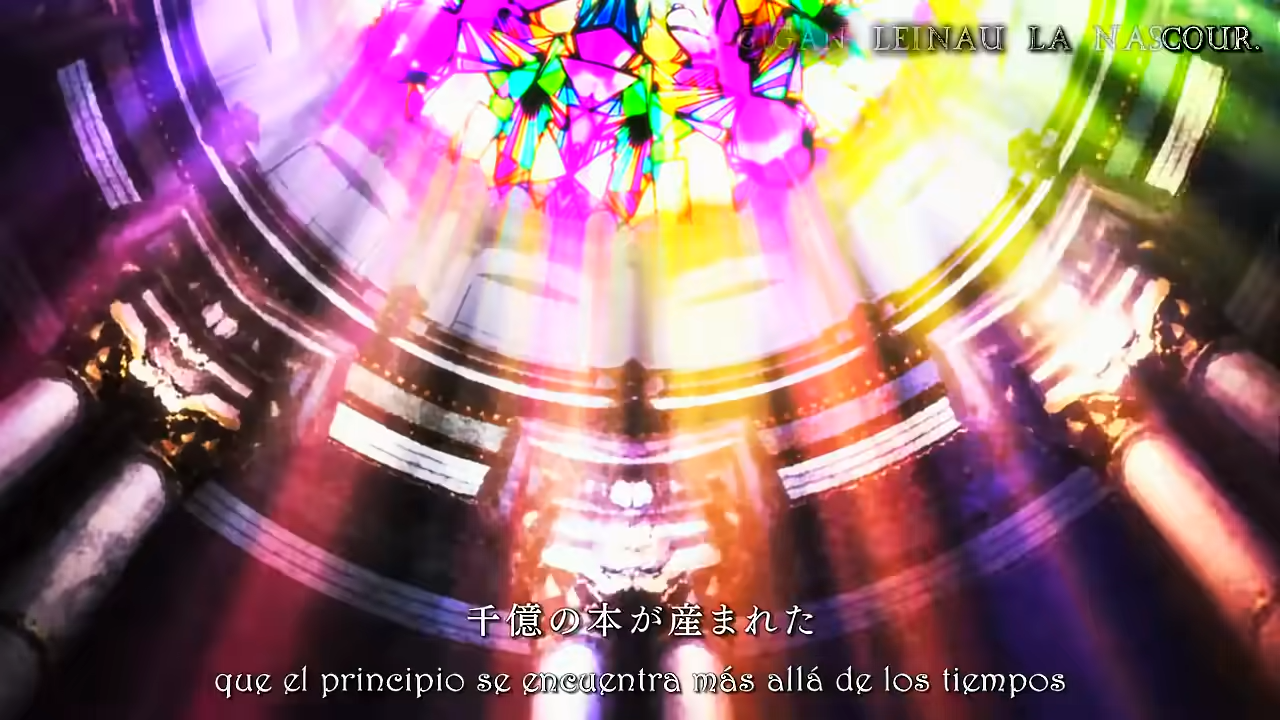 GIGAN LEINAU LA NASCOUR.
千億の本が産まれた
que el principio se encuentra más allá de los tiempos